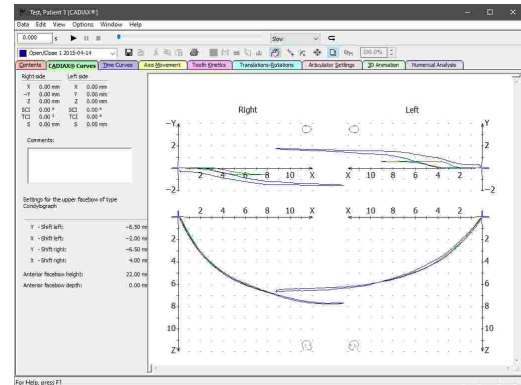 Test, Patient 3 [CADIAX®]
Data Edit View Options Window Help
0.000 s Slow
Open/Close 1 2015-04-14 100.0%
Contents CADIAX® Curves Time Curves Axis Movement Tooth Kinetics Translations-Rotations Articulator Settings 3D Animation Numerical Analysis
Right side Left side
X 0.00 mm X 0.00 mm
-Y 0.00 mm Y 0.00 mm
Z 0.00 mm Z 0.00 mm
SCI 0.00 ° SCI 0.00 °
TCI 0.00 ° TCI 0.00 °
S 0.00 mm S 0.00 mm
Comments:
Settings for the upper facebow of type
Condylograph
Y - Shift left: -6.50 m
X - Shift left: -2.00 m
Y - Shift right: -6.50 m
X - Shift right: 4.00 m
Anterior facebow height: 22.00 m
Anterior facebow depth: 0.00 m
Right Left
-Y Y
2 2
2 4 6 8 10 X X 10 8 6 4 2
-2 -2
2 4 6 8 10 X X 10 8 6 4 2
2 2
4 4
6 6
8 8
10 10
Z Z
For Help, press F1